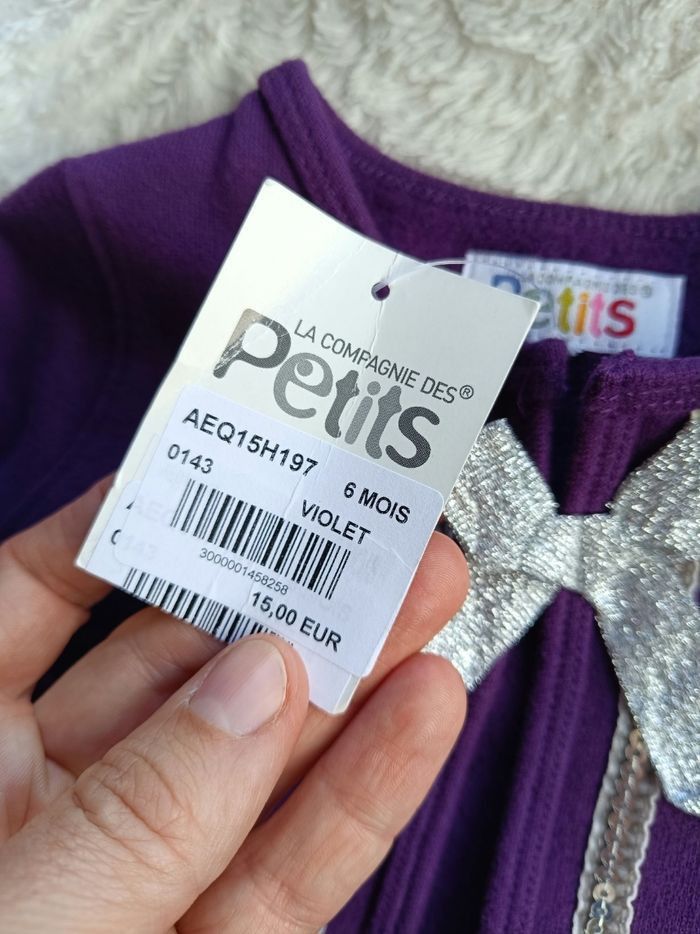 LA COMPAGNIE DES®
Petits
AEQ15H197
0143
6 MOIS
VIOLET
3000001458258
15,00 EUR
Petits